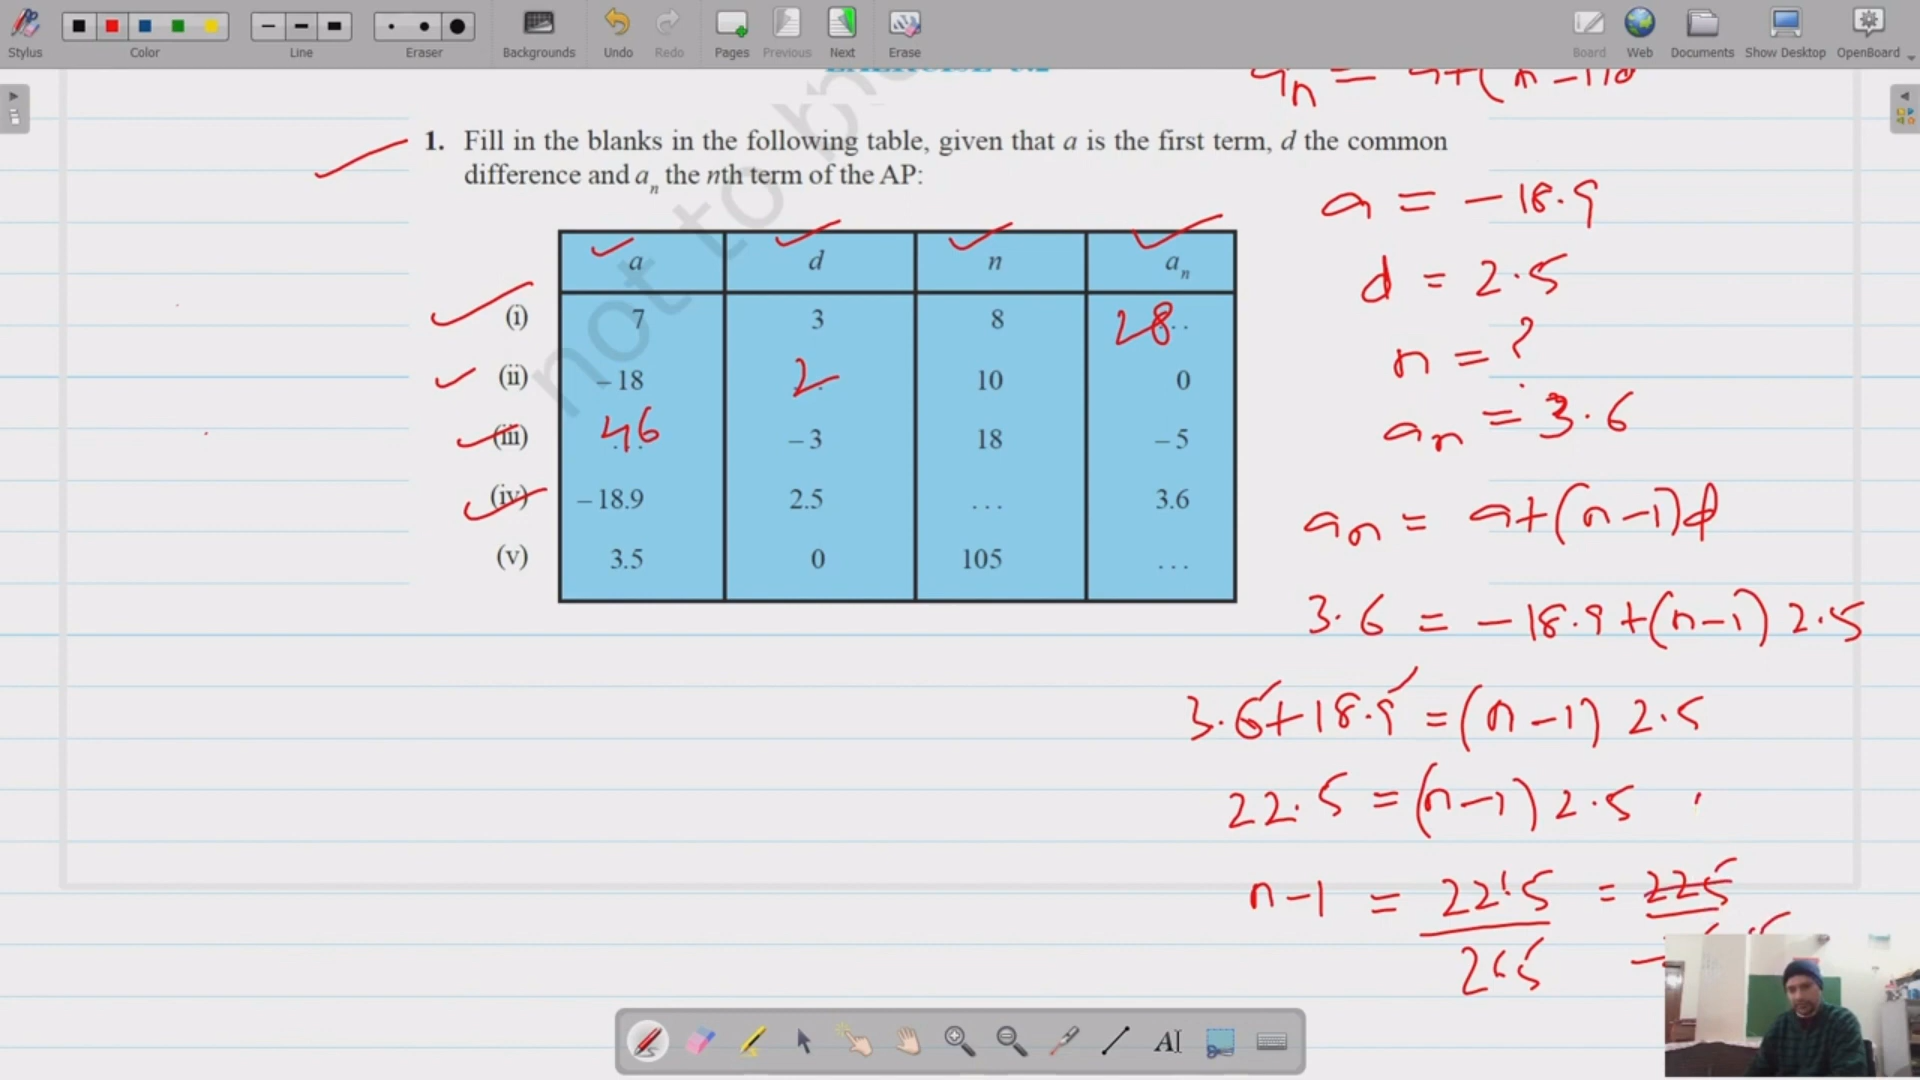 Stylus Color Line Eraser Backgrounds Undo Redo Pages Previous Next Erase Board Web Documents Show Desktop OpenBoard
aₙ = a+(n-1)d
1. Fill in the blanks in the following table, given that a is the first term, d the common
difference and aₙ the nth term of the AP:
not to be
a d n aₙ
(i) 7 3 8 28
(ii) – 18 2 10 0
(iii) 46 – 3 18 – 5
(iv) – 18.9 2.5 . . . 3.6
(v) 3.5 0 105 . . .
a = -18.9
d = 2.5
n = ?
aₙ = 3.6
aₙ = a+(n-1)d
3.6 = -18.9+(n-1) 2.5
3.6+18.9 = (n-1) 2.5
22.5 = (n-1) 2.5
n-1 = 22.5 = 225
2.5
AI